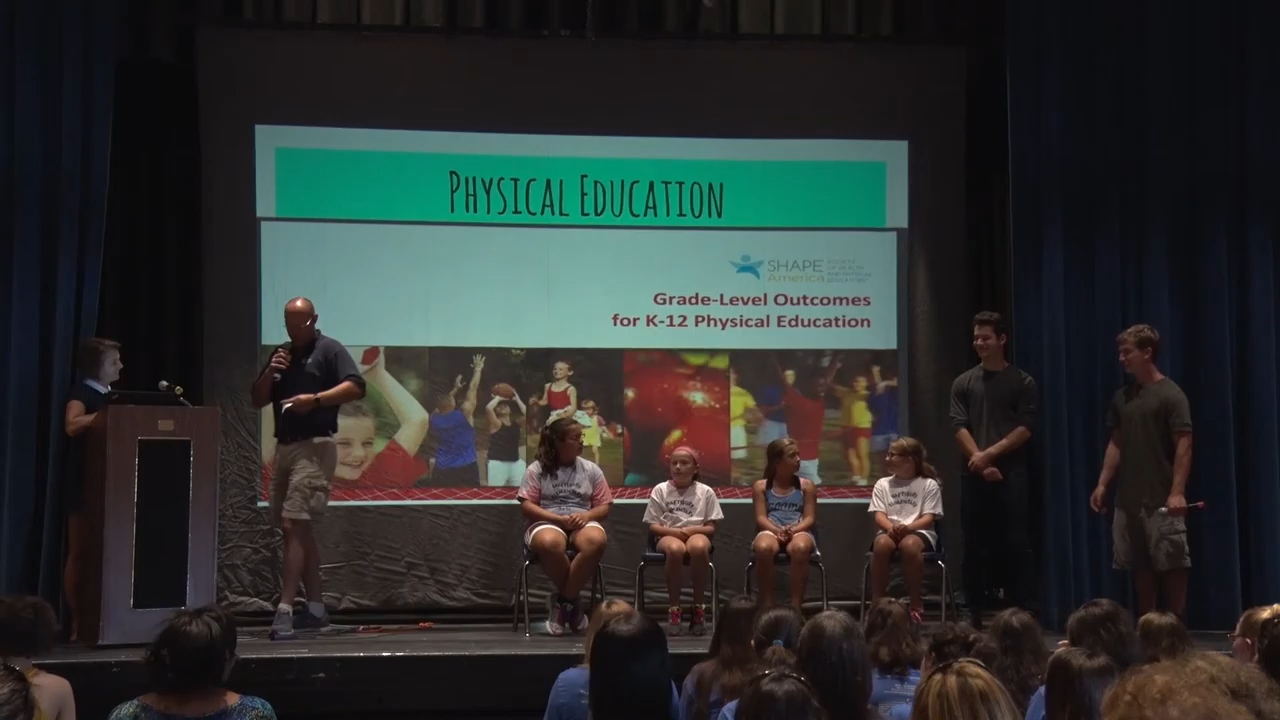 PHYSICAL EDUCATION
SHAPE
America
Grade-Level Outcomes
for K-12 Physical Education